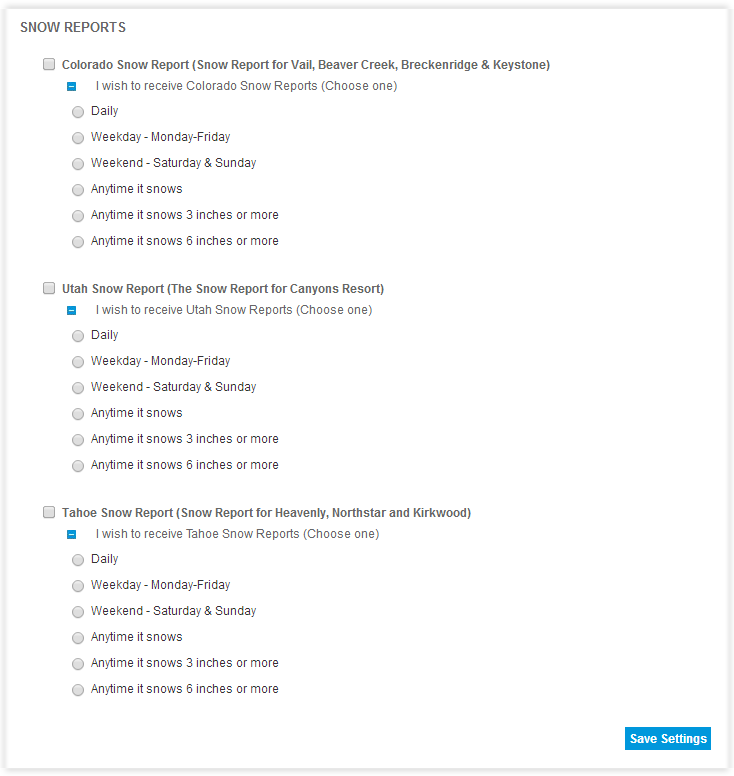 SNOW REPORTS
Colorado Snow Report (Snow Report for Vail, Beaver Creek, Breckenridge & Keystone)
I wish to receive Colorado Snow Reports (Choose one)
Daily
Weekday - Monday-Friday
Weekend - Saturday & Sunday
Anytime it snows
Anytime it snows 3 inches or more
Anytime it snows 6 inches or more
Utah Snow Report (The Snow Report for Canyons Resort)
I wish to receive Utah Snow Reports (Choose one)
Daily
Weekday - Monday-Friday
Weekend - Saturday & Sunday
Anytime it snows
Anytime it snows 3 inches or more
Anytime it snows 6 inches or more
Tahoe Snow Report (Snow Report for Heavenly, Northstar and Kirkwood)
I wish to receive Tahoe Snow Reports (Choose one)
Daily
Weekday - Monday-Friday
Weekend - Saturday & Sunday
Anytime it snows
Anytime it snows 3 inches or more
Anytime it snows 6 inches or more
Save Settings